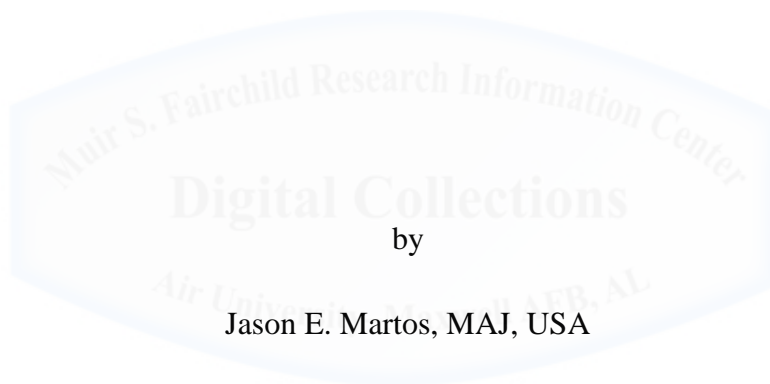 Muir S. Fairchild Research Information Center
Digital Collections
by
Air University, Maxwell AFB, AL
Jason E. Martos, MAJ, USA